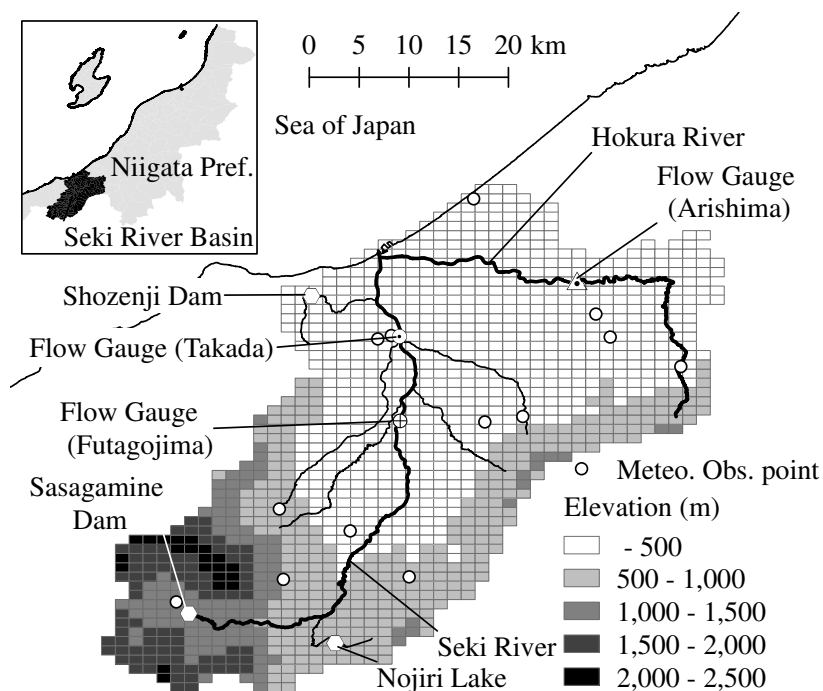 0 5 10 15 20 km
Sea of Japan
Niigata Pref.
Seki River Basin
Hokura River
Flow Gauge
(Arishima)
Shozenji Dam
Flow Gauge (Takada)
Flow Gauge
(Futagojima)
Sasagamine
Dam
Meteo. Obs. point
Elevation (m)
- 500
500 - 1,000
1,000 - 1,500
1,500 - 2,000
2,000 - 2,500
Seki River
Nojiri Lake